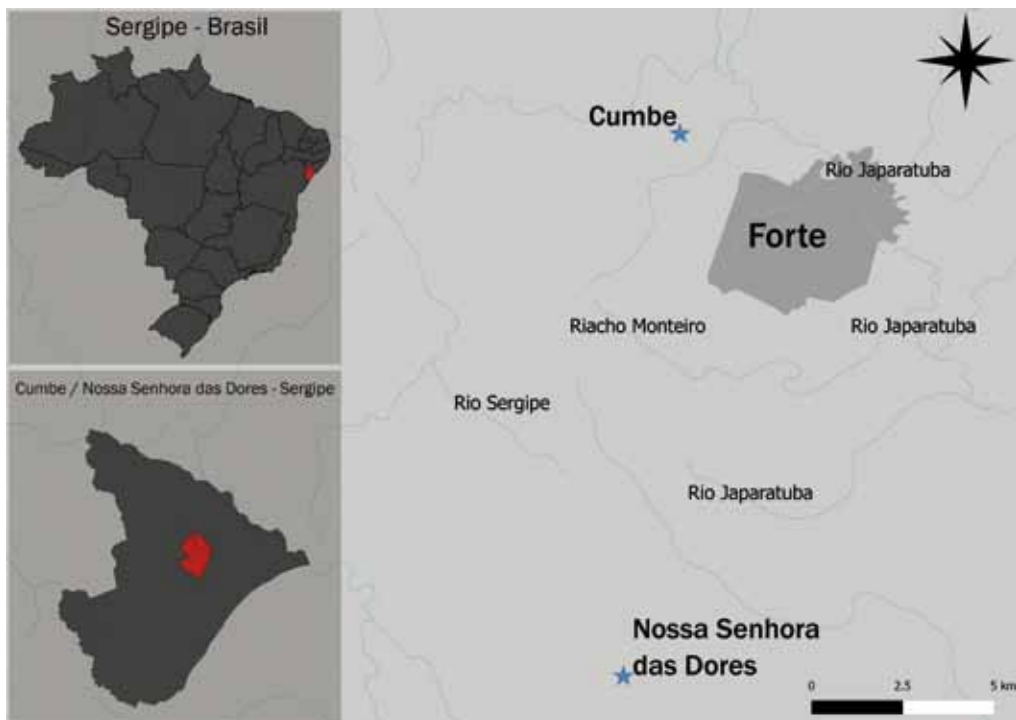 Sergipe - Brasil
Cumbe / Nossa Senhora das Dores - Sergipe
Cumbe
Rio Japaratuba
Forte
Riacho Monteiro
Rio Japaratuba
Rio Sergipe
Rio Japaratuba
Nossa Senhora
das Dores
0 2.5 5 km